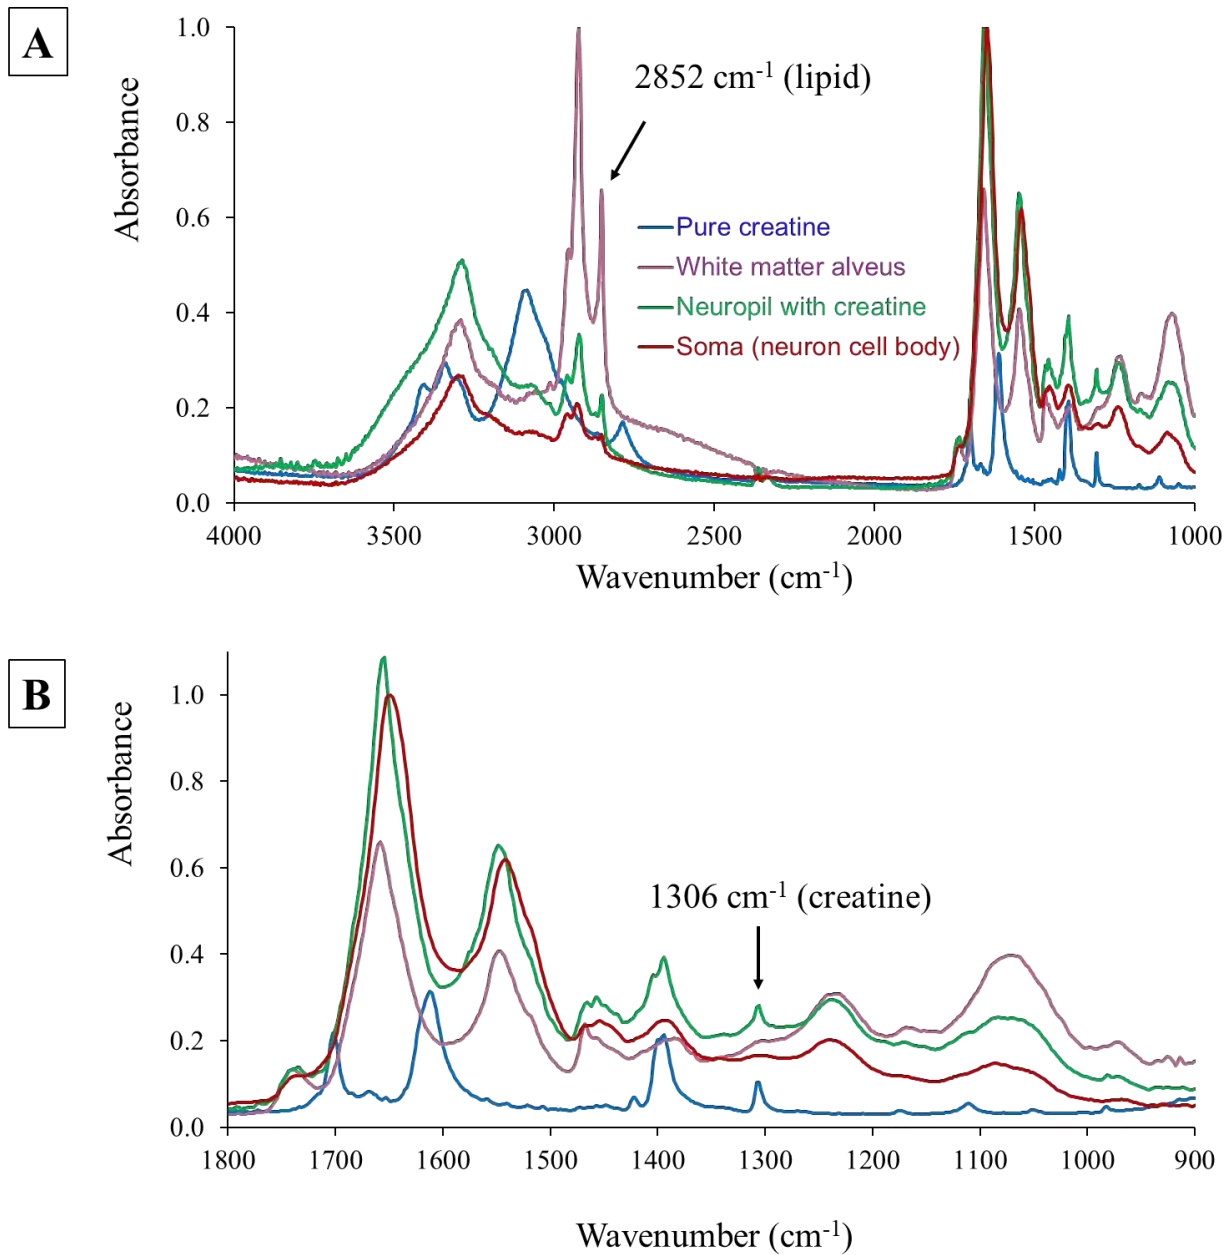 A
1.0
0.8
0.6
0.4
0.2
0.0
Absorbance
2852 cm-1 (lipid)
Pure creatine
White matter alveus
Neuropil with creatine
Soma (neuron cell body)
4000 3500 3000 2500 2000 1500 1000
Wavenumber (cm-1)
B
1.0
0.8
0.6
0.4
0.2
0.0
Absorbance
1306 cm-1 (creatine)
1800 1700 1600 1500 1400 1300 1200 1100 1000 900
Wavenumber (cm-1)